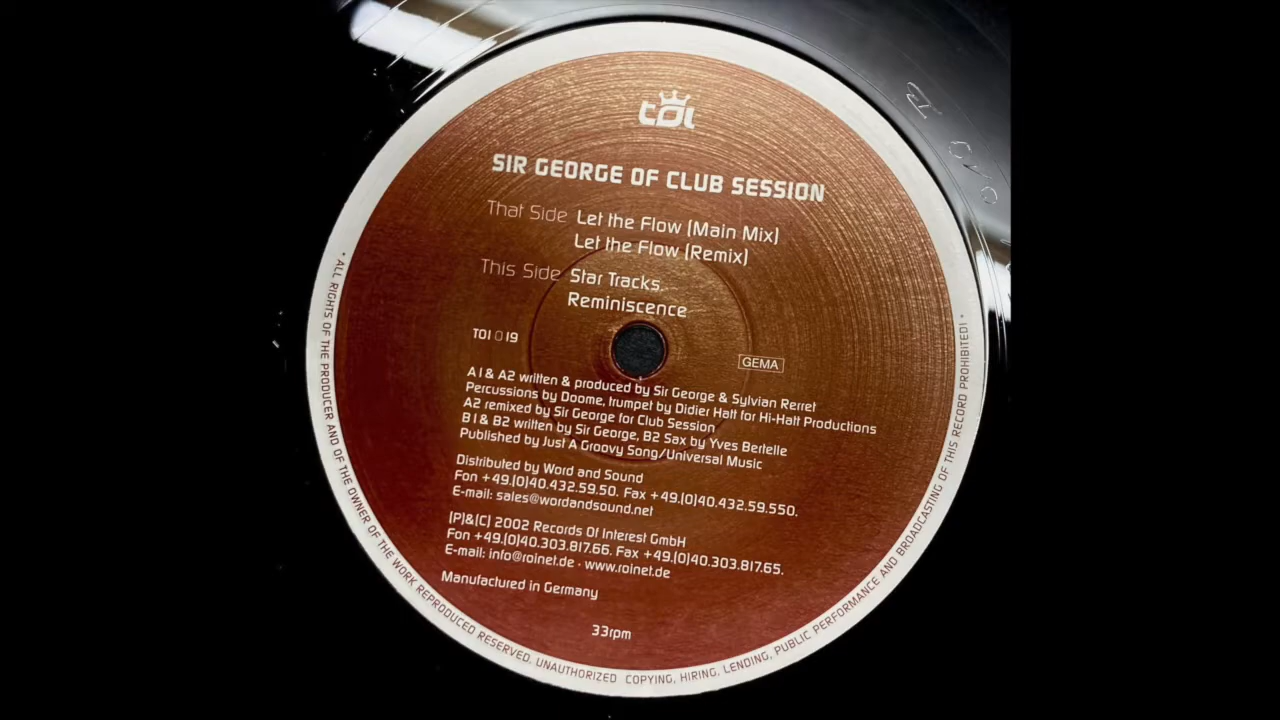 toi
SIR GEORGE OF CLUB SESSION
That Side Let the Flow (Main Mix)
Let the Flow (Remix)
This Side Star Tracks.
Reminiscence
TOI 019
GEMA
A1 & A2 written & produced by Sir George & Sylvian Rerret
Percussions by Doome, trumpet by Didier Hatt for Hi-Hatt Productions
A2 remixed by Sir George for Club Session
B1 & B2 written by Sir George, B2 Sax by Yves Bertelle
Published by Just A Groovy Song/Universal Music
Distributed by Word and Sound
Fon +49.(0)40.432.59.50. Fax +49.(0)40.432.59.550.
E-mail: sales@wordandsound.net
(P)&(C) 2002 Records Of Interest GmbH
Fon +49.(0)40.303.817.66. Fax +49.(0)40.303.817.65.
E-mail: info@roinet.de · www.roinet.de
Manufactured in Germany
33rpm
• ALL RIGHTS OF THE PRODUCER AND OF THE OWNER OF THE WORK REPRODUCED RESERVED. UNAUTHORIZED COPYING, HIRING, LENDING, PUBLIC PERFORMANCE AND BROADCASTING OF THIS RECORD PROHIBITED! •